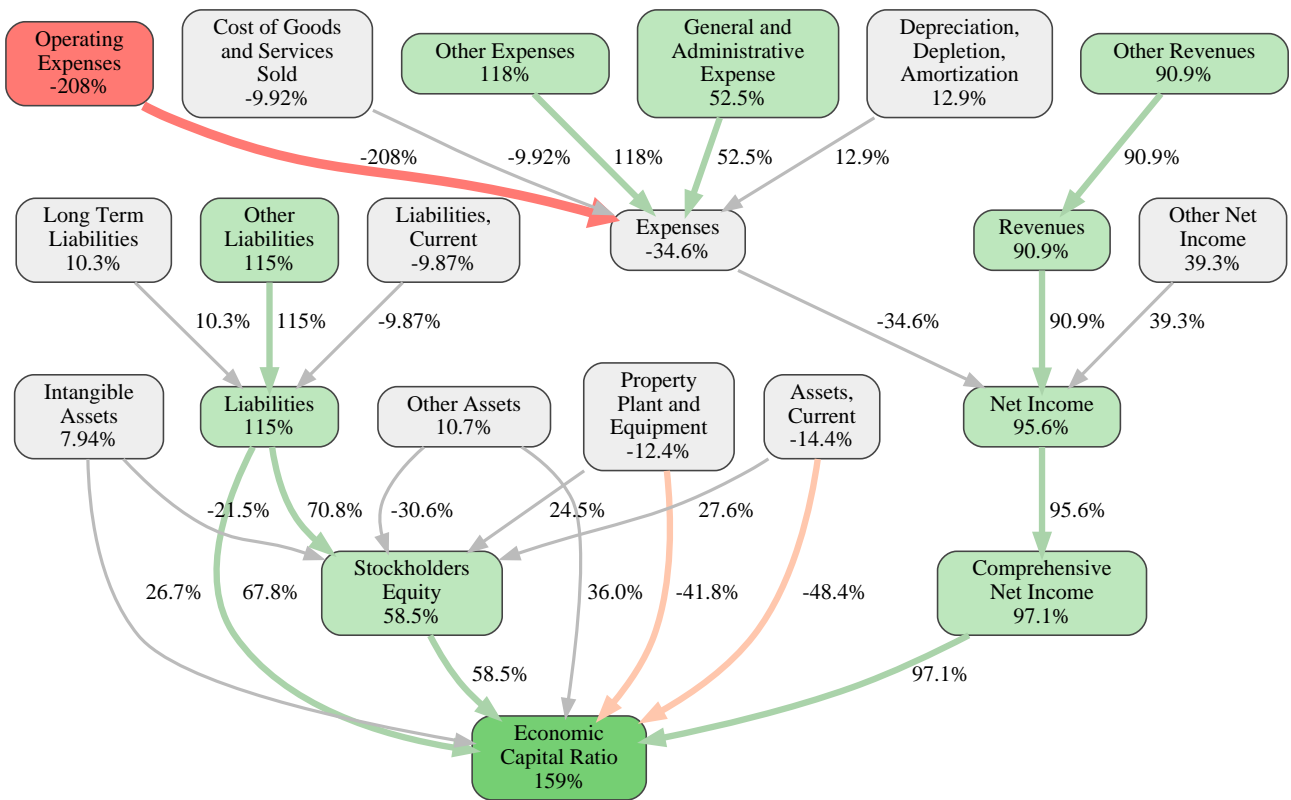 Operating
Expenses
-208%
Cost of Goods
and Services
Sold
-9.92%
Other Expenses
118%
General and
Administrative
Expense
52.5%
Depreciation,
Depletion,
Amortization
12.9%
Other Revenues
90.9%
-208%
-9.92%
118%
52.5%
12.9%
90.9%
Long Term
Liabilities
10.3%
Other
Liabilities
115%
Liabilities,
Current
-9.87%
Expenses
-34.6%
Revenues
90.9%
Other Net
Income
39.3%
10.3%
115%
-9.87%
-34.6%
90.9%
39.3%
Intangible
Assets
7.94%
Liabilities
115%
Other Assets
10.7%
Property
Plant and
Equipment
-12.4%
Assets,
Current
-14.4%
Net Income
95.6%
-21.5%
70.8%
-30.6%
24.5%
27.6%
95.6%
Stockholders
Equity
58.5%
Comprehensive
Net Income
97.1%
26.7%
67.8%
36.0%
-41.8%
-48.4%
58.5%
97.1%
Economic
Capital Ratio
159%